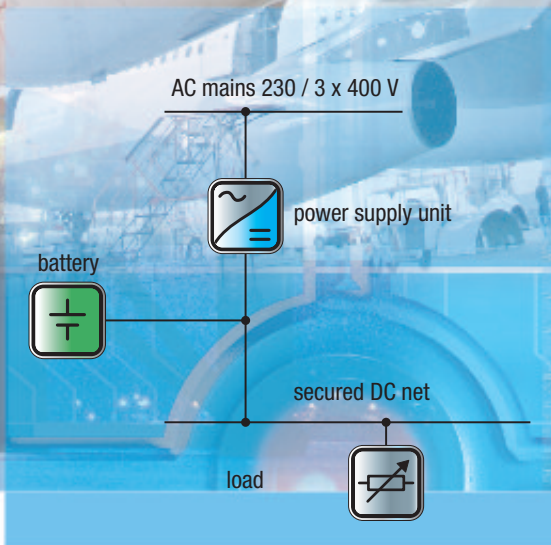 AC mains 230 / 3 x 400 V
power supply unit
battery
secured DC net
load